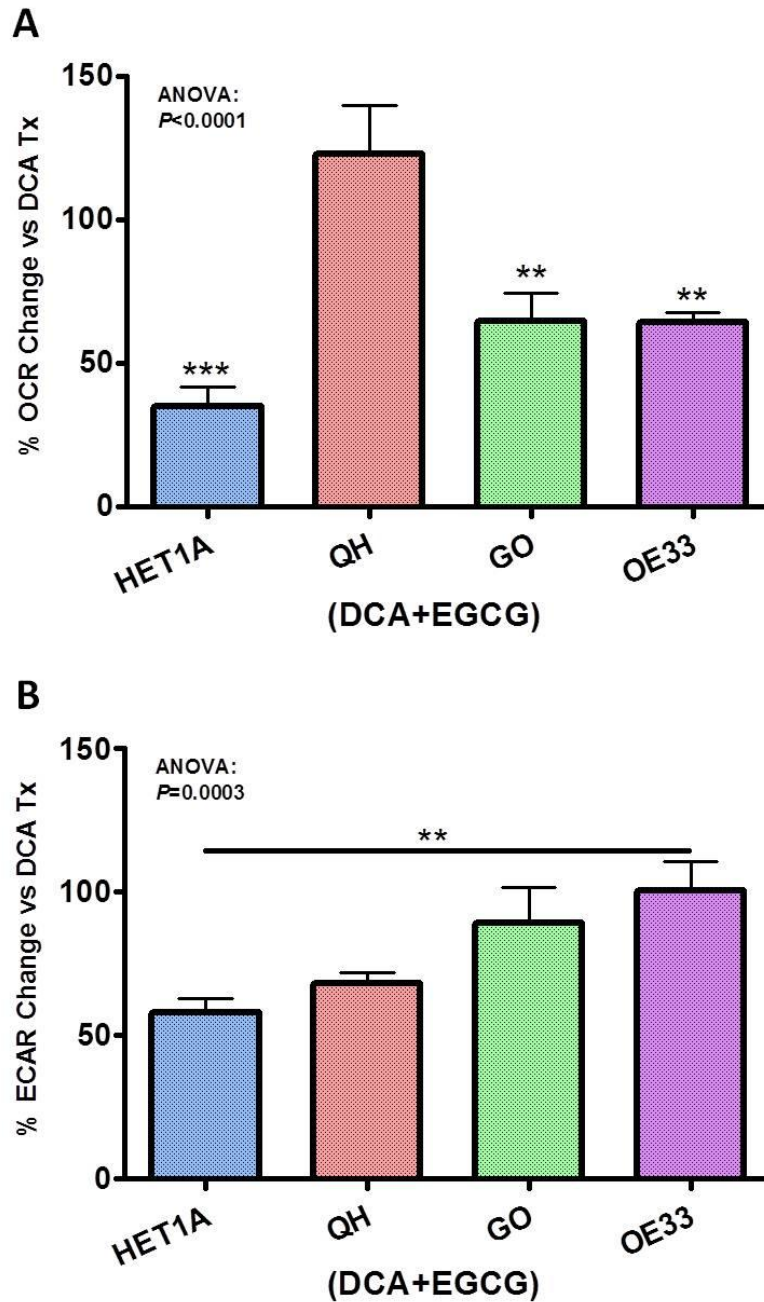 A
% OCR Change vs DCA Tx
150
100
50
0
ANOVA:
P<0.0001
***
**
**
HET1A
QH
GO
OE33
(DCA+EGCG)
B
% ECAR Change vs DCA Tx
150
100
50
0
ANOVA:
P=0.0003
**
HET1A
QH
GO
OE33
(DCA+EGCG)